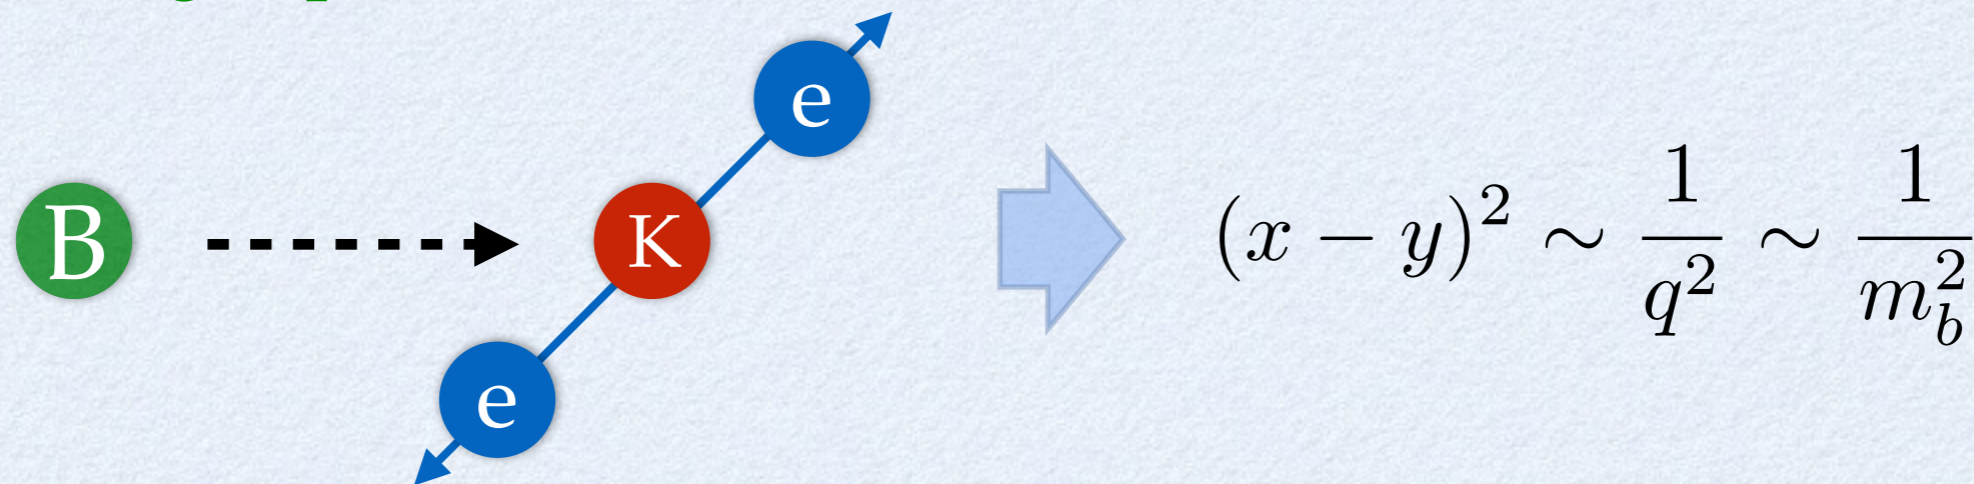 e
B K
e
(x − y)² ∼ 1/q² ∼ 1/m_b²